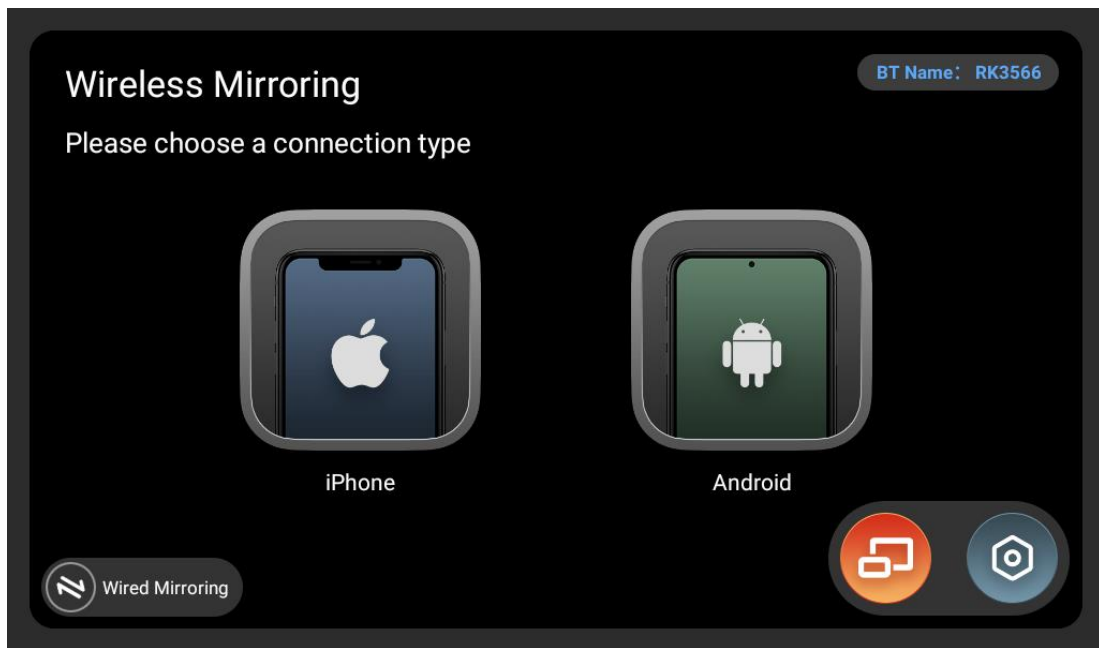 Wireless Mirroring
BT Name： RK3566
Please choose a connection type
iPhone
Android
Wired Mirroring